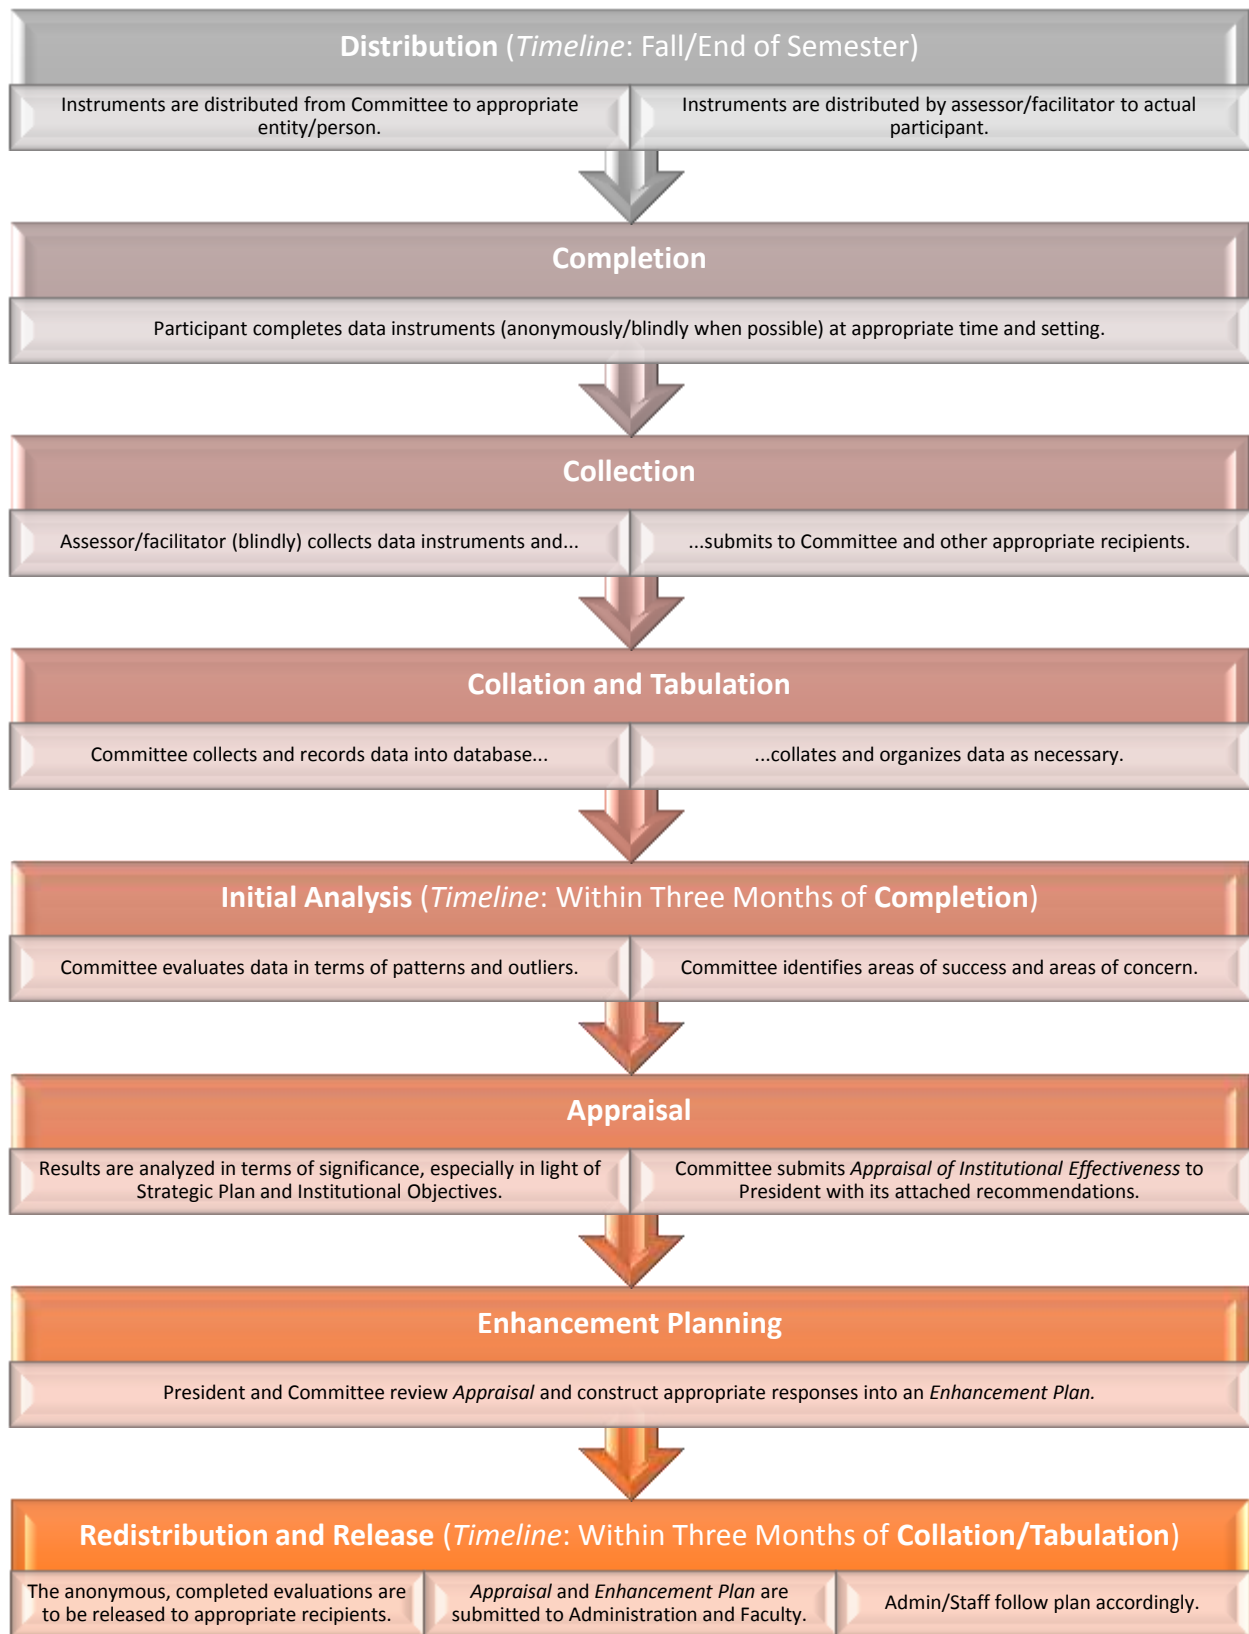 Distribution (Timeline: Fall/End of Semester)
Instruments are distributed from Committee to appropriate
entity/person.
Instruments are distributed by assessor/facilitator to actual
participant.
Completion
Participant completes data instruments (anonymously/blindly when possible) at appropriate time and setting.
Collection
Assessor/facilitator (blindly) collects data instruments and...
...submits to Committee and other appropriate recipients.
Collation and Tabulation
Committee collects and records data into database...
...collates and organizes data as necessary.
Initial Analysis (Timeline: Within Three Months of Completion)
Committee evaluates data in terms of patterns and outliers.
Committee identifies areas of success and areas of concern.
Appraisal
Results are analyzed in terms of significance, especially in light of
Strategic Plan and Institutional Objectives.
Committee submits Appraisal of Institutional Effectiveness to
President with its attached recommendations.
Enhancement Planning
President and Committee review Appraisal and construct appropriate responses into an Enhancement Plan.
Redistribution and Release (Timeline: Within Three Months of Collation/Tabulation)
The anonymous, completed evaluations are
to be released to appropriate recipients.
Appraisal and Enhancement Plan are
submitted to Administration and Faculty.
Admin/Staff follow plan accordingly.